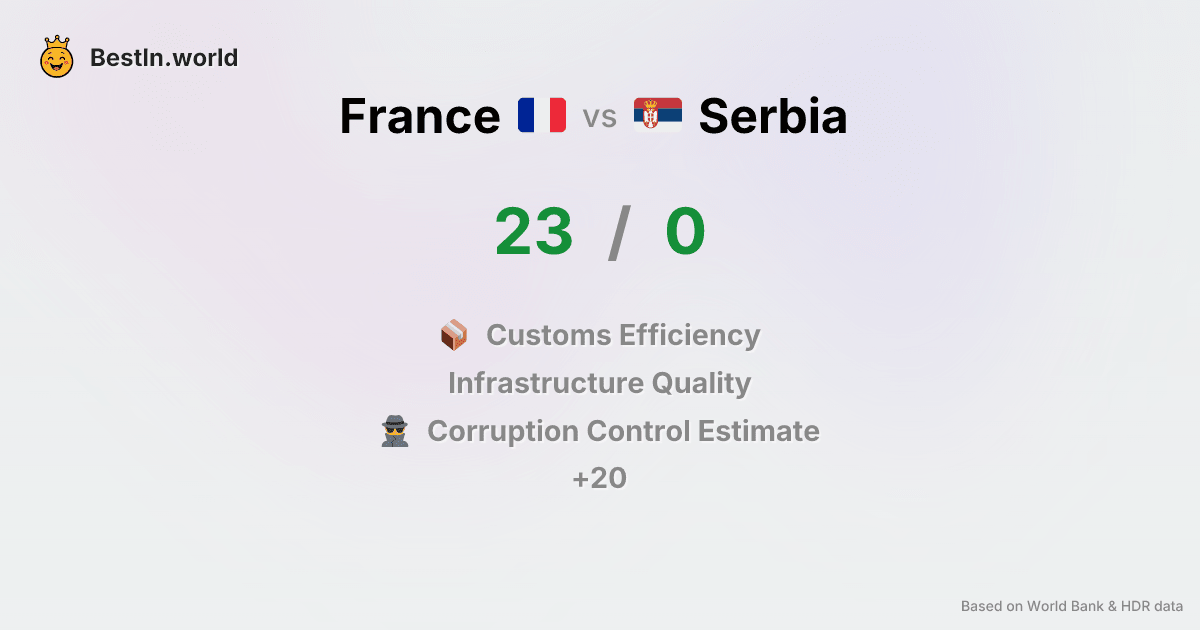 BestIn.world
France vs Serbia
23 / 0
Customs Efficiency
Infrastructure Quality
Corruption Control Estimate
+20
Based on World Bank & HDR data